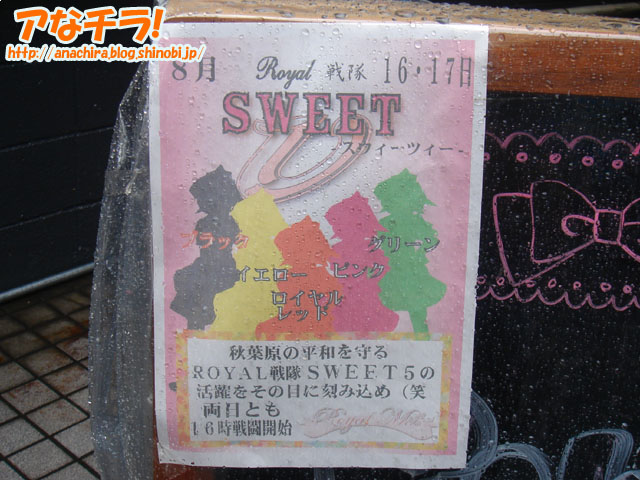 アなチラ!
http://anachira.blog.shinobi.jp/
8月 Royal 戦隊 16・17日
SWEET
-スウィーツィー-
ブラック
グリーン
イエロー
ピンク
ロイヤル
レッド
秋葉原の平和を守る
ROYAL戦隊SWEET5の
活躍をその目に刻み込め(笑
両日とも
16時戦闘開始